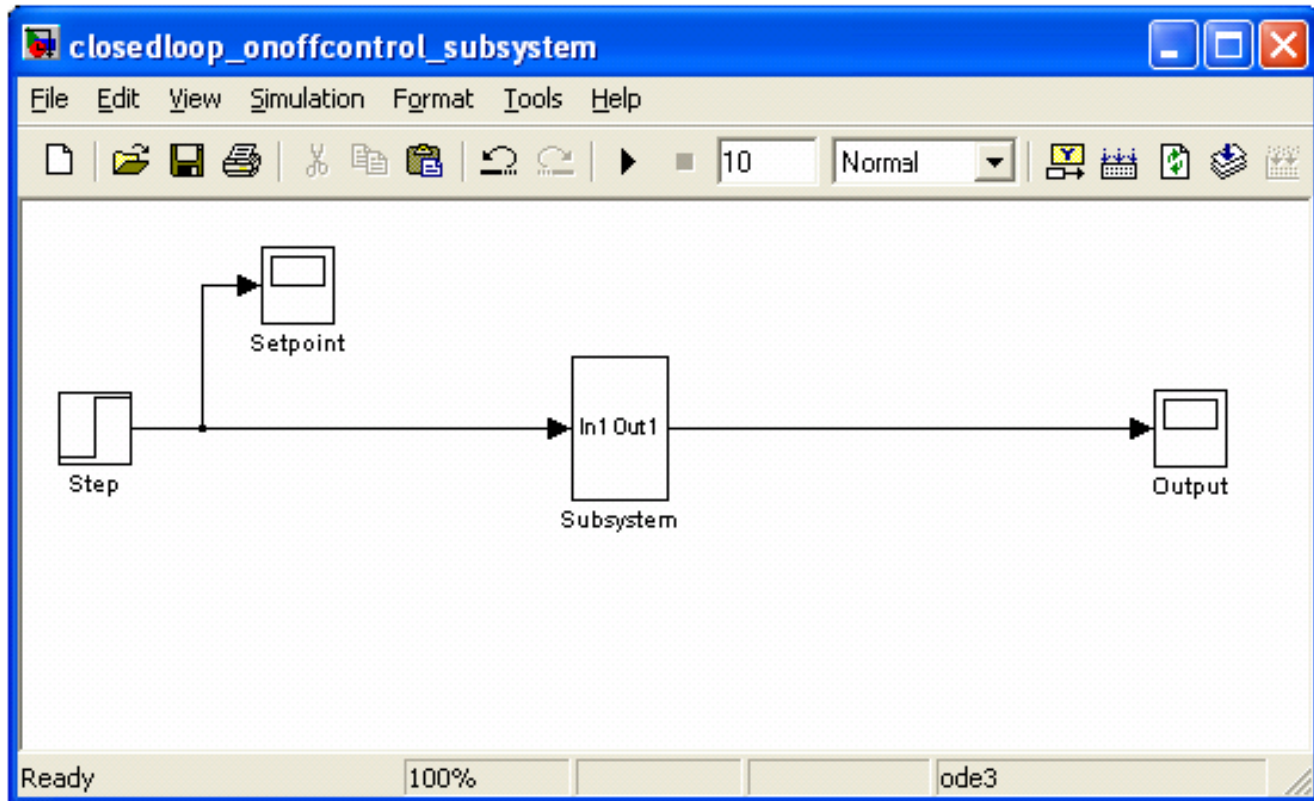 closedloop_onoffcontrol_subsystem
File Edit View Simulation Format Tools Help
10 Normal
Setpoint
Step
In1 Out1
Subsystem
Output
Ready 100% ode3